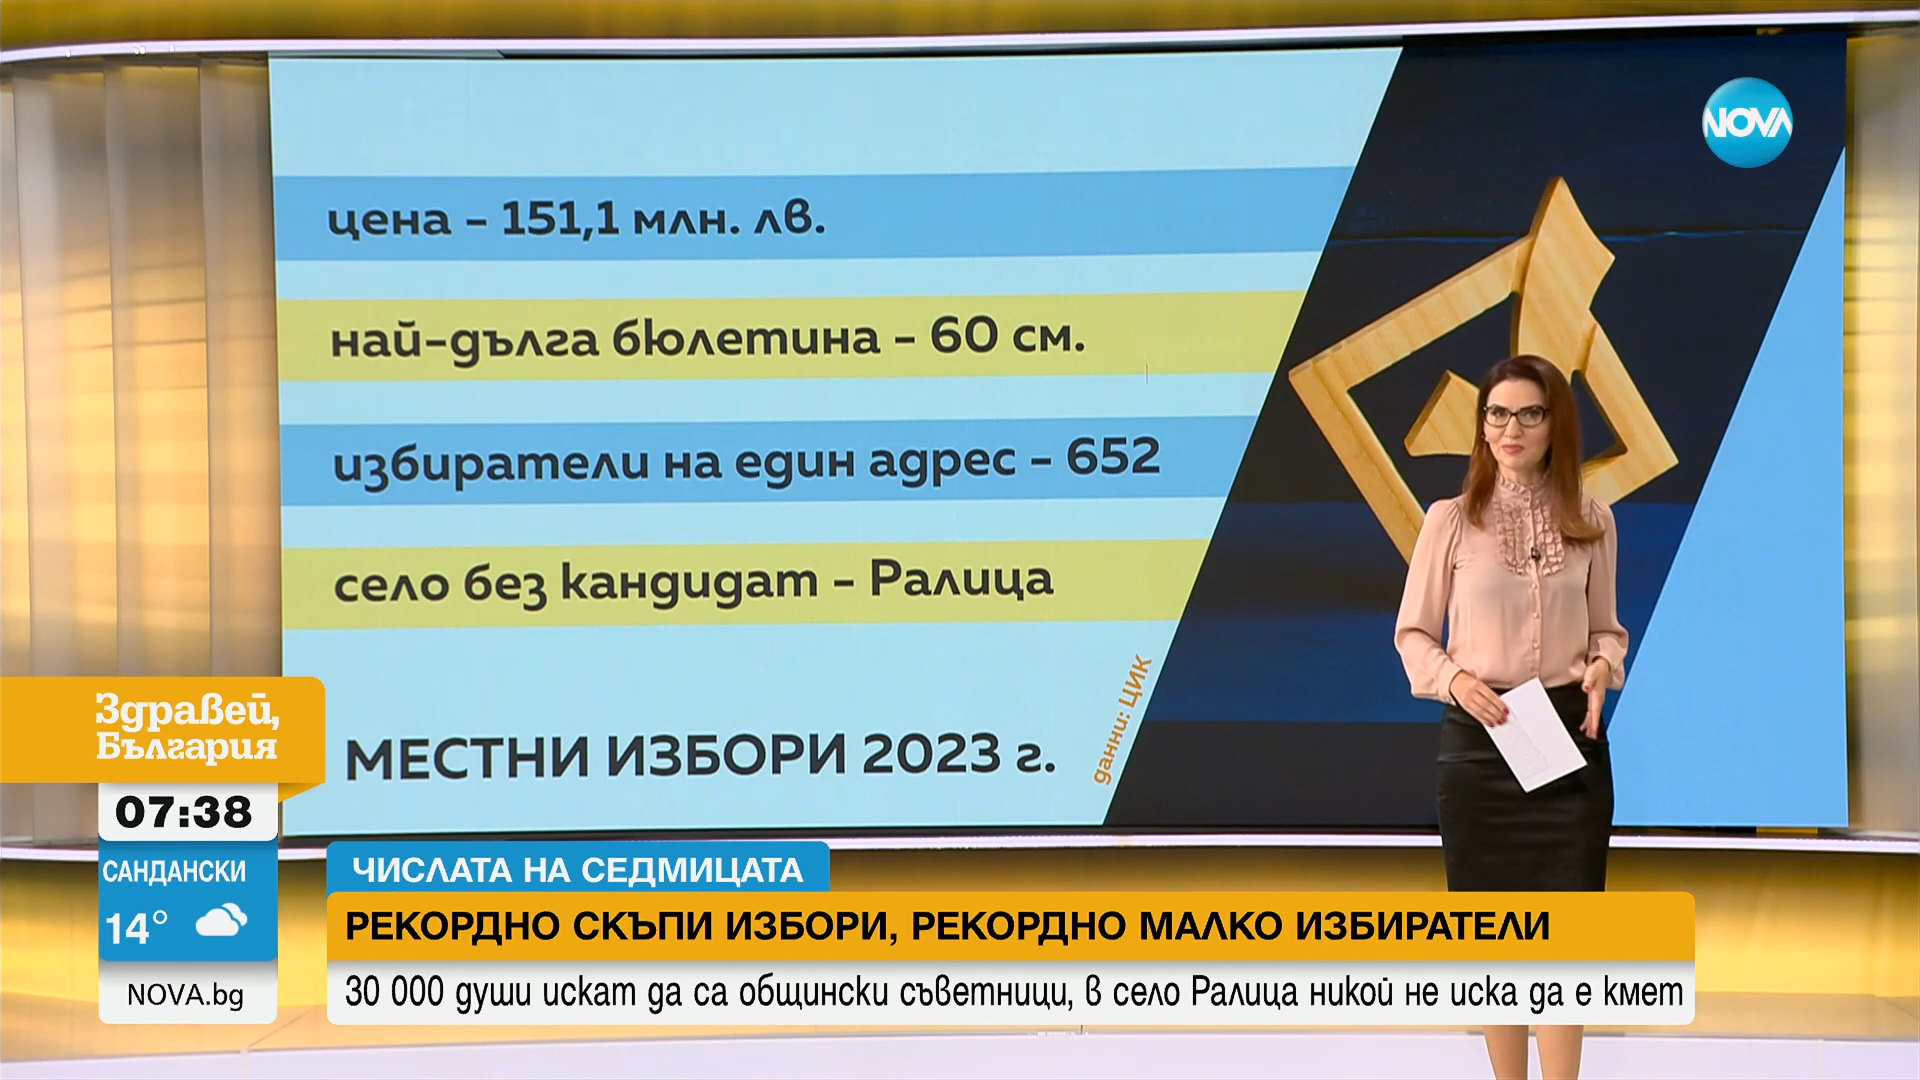 NOVA
цена - 151,1 млн. лв.
най-дълга бюлетина - 60 см.
избиратели на един адрес - 652
село без кандидат - Ралица
данни: ЦИК
МЕСТНИ ИЗБОРИ 2023 г.
Здравей,
България
07:38
САНДАНСКИ
14°
NOVA.bg
ЧИСЛАТА НА СЕДМИЦАТА
РЕКОРДНО СКЪПИ ИЗБОРИ, РЕКОРДНО МАЛКО ИЗБИРАТЕЛИ
30 000 души искат да са общински съветници, в село Ралица никой не иска да е кмет